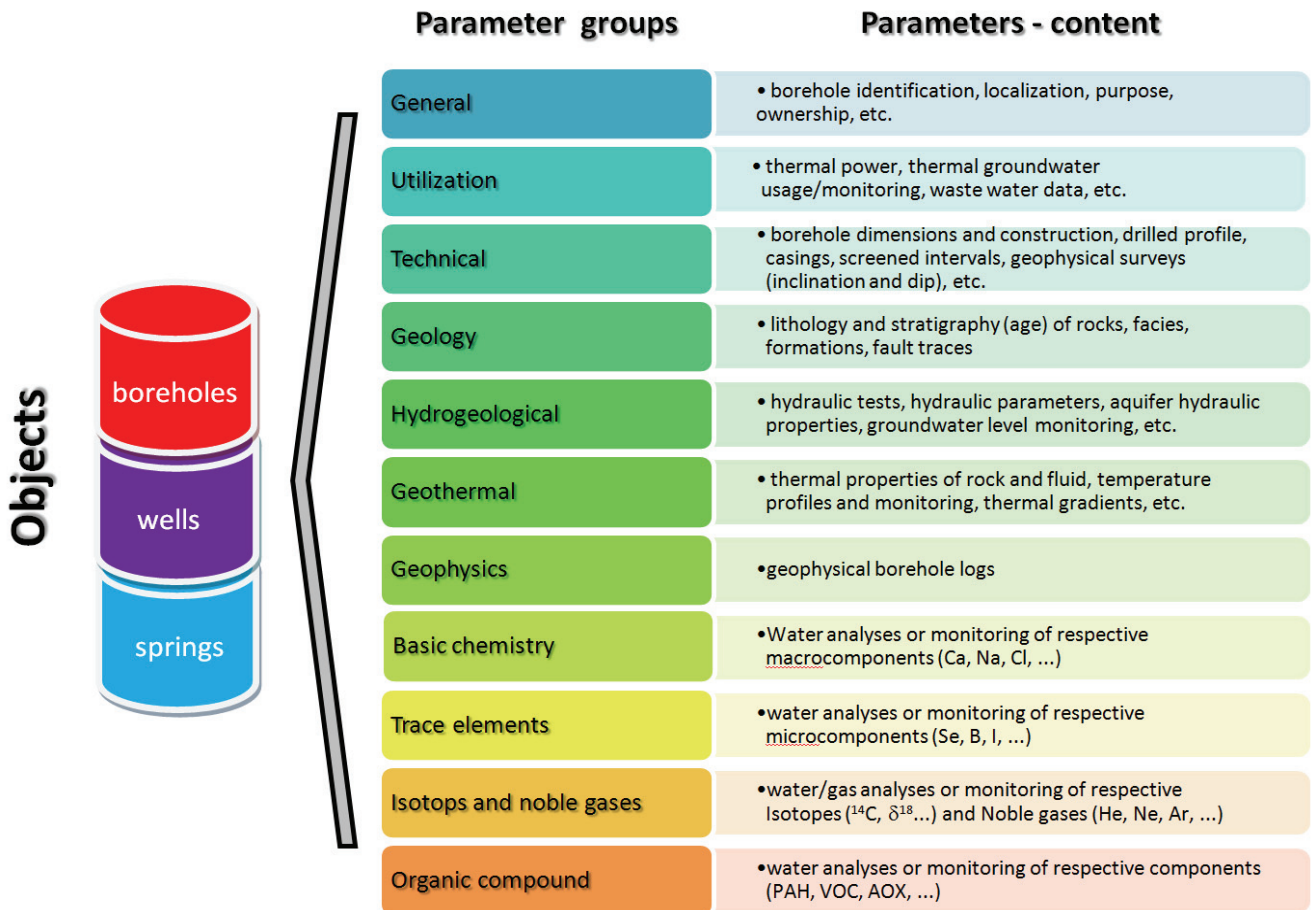 Parameter groups
Parameters - content
Objects
boreholes
wells
springs
General
• borehole identification, localization, purpose,
ownership, etc.
Utilization
• thermal power, thermal groundwater
usage/monitoring, waste water data, etc.
Technical
• borehole dimensions and construction, drilled profile,
casings, screened intervals, geophysical surveys
(inclination and dip), etc.
Geology
• lithology and stratigraphy (age) of rocks, facies,
formations, fault traces
Hydrogeological
• hydraulic tests, hydraulic parameters, aquifer hydraulic
properties, groundwater level monitoring, etc.
Geothermal
• thermal properties of rock and fluid, temperature
profiles and monitoring, thermal gradients, etc.
Geophysics
•geophysical borehole logs
Basic chemistry
•Water analyses or monitoring of respective
macrocomponents (Ca, Na, Cl, ...)
Trace elements
•water analyses or monitoring of respective
microcomponents (Se, B, I, ...)
Isotops and noble gases
•water/gas analyses or monitoring of respective
Isotopes (¹⁴C, δ¹⁸...) and Noble gases (He, Ne, Ar, ...)
Organic compound
•water analyses or monitoring of respective components
(PAH, VOC, AOX, ...)